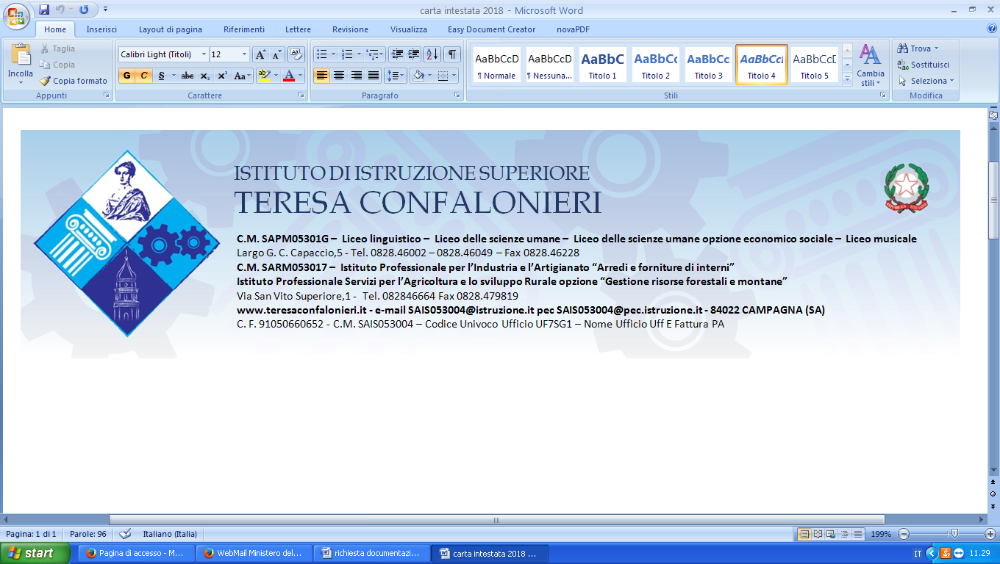 carta intestata 2018 - Microsoft Word
Home Inserisci Layout di pagina Riferimenti Lettere Revisione Visualizza Easy Document Creator novaPDF
Incolla
Taglia
Copia
Copia formato
Appunti
Calibri Light (Titoli) 12
G C S abc x₂ x² Aa
Carattere
Paragrafo
AaBbCcD AaBbCcD AaBbC AaBbCc AaBbCc AaBbCci AaBbCcD
¶ Normale ¶ Nessuna... Titolo 1 Titolo 2 Titolo 3 Titolo 4 Titolo 5
Cambia stili
Stili
Trova
Sostituisci
Seleziona
Modifica
ISTITUTO DI ISTRUZIONE SUPERIORE
TERESA CONFALONIERI
C.M. SAPM05301G – Liceo linguistico – Liceo delle scienze umane – Liceo delle scienze umane opzione economico sociale – Liceo musicale
Largo G. C. Capaccio,5 - Tel. 0828.46002 – 0828.46049 – Fax 0828.46228
C.M. SARM053017 – Istituto Professionale per l’Industria e l’Artigianato “Arredi e forniture di interni”
Istituto Professionale Servizi per l’Agricoltura e lo sviluppo Rurale opzione “Gestione risorse forestali e montane”
Via San Vito Superiore,1 - Tel. 082846664 Fax 0828.479819
www.teresaconfalonieri.it - e-mail SAIS053004@istruzione.it pec SAIS053004@pec.istruzione.it - 84022 CAMPAGNA (SA)
C. F. 91050660652 - C.M. SAIS053004 – Codice Univoco Ufficio UF7SG1 – Nome Ufficio Uff E Fattura PA
Pagina: 1 di 1 Parole: 96 Italiano (Italia) 199%
start Pagina di accesso - M... WebMail Ministero del... richiesta documentazi... carta intestata 2018 ... IT 11.29